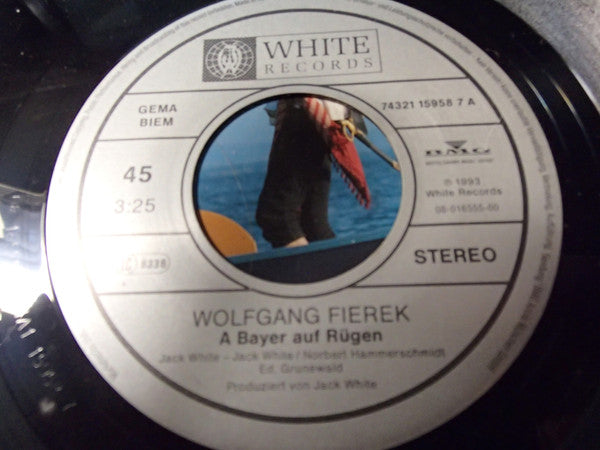 WHITE
RECORDS
GEMA
BIEM
74321 15958 7 A
45
3:25
BMG
℗ 1993
White Records
08-016555-00
STEREO
WOLFGANG FIEREK
A Bayer auf Rügen
Jack White – Jack White / Norbert Hammerschmidt
Ed. Grunewald
Produziert von Jack White